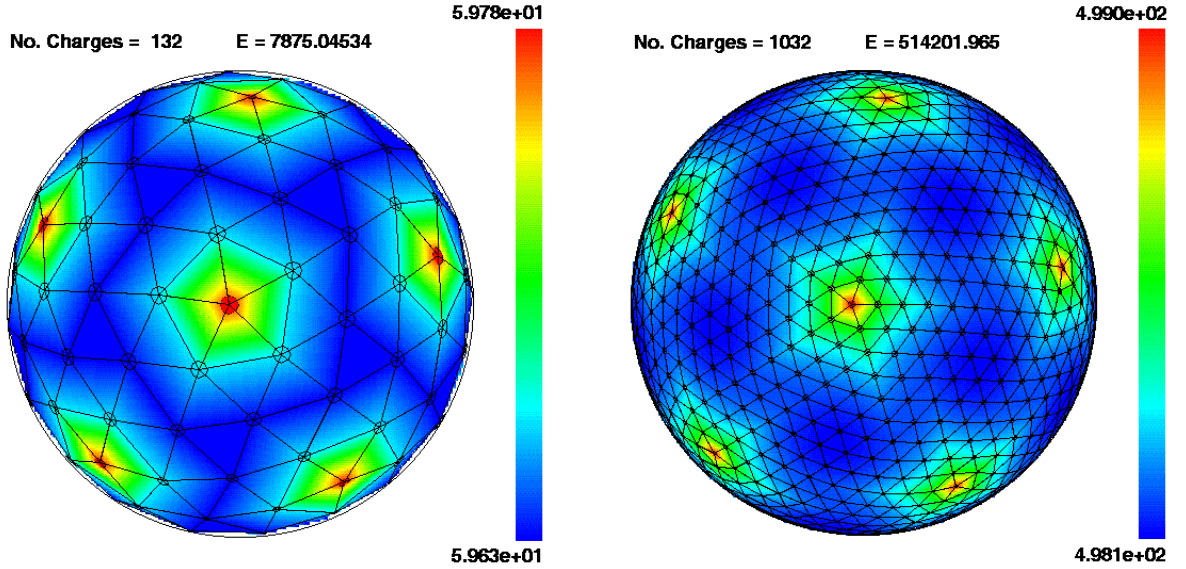 5.978e+01
No. Charges = 132 E = 7875.04534
5.963e+01
4.990e+02
No. Charges = 1032 E = 514201.965
4.981e+02